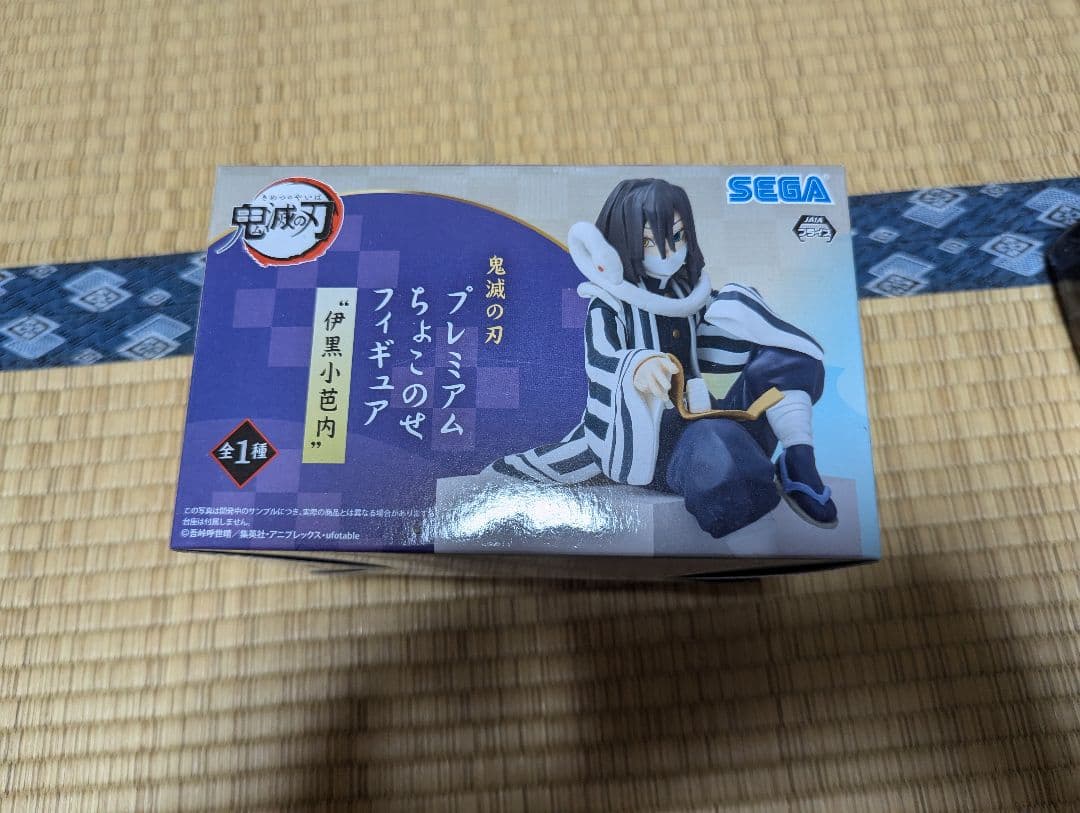 きめつのやいば
鬼滅の刃
SEGA
JAIA
プライズ
鬼滅の刃
プレミアム
ちょこのせ
フィギュア
“伊黒小芭内”
全1種
この写真は開発中のサンプルにつき、実際の商品とは異なる場合があります
台座は付属しません。
©吾峠呼世晴／集英社・アニプレックス・ufotable